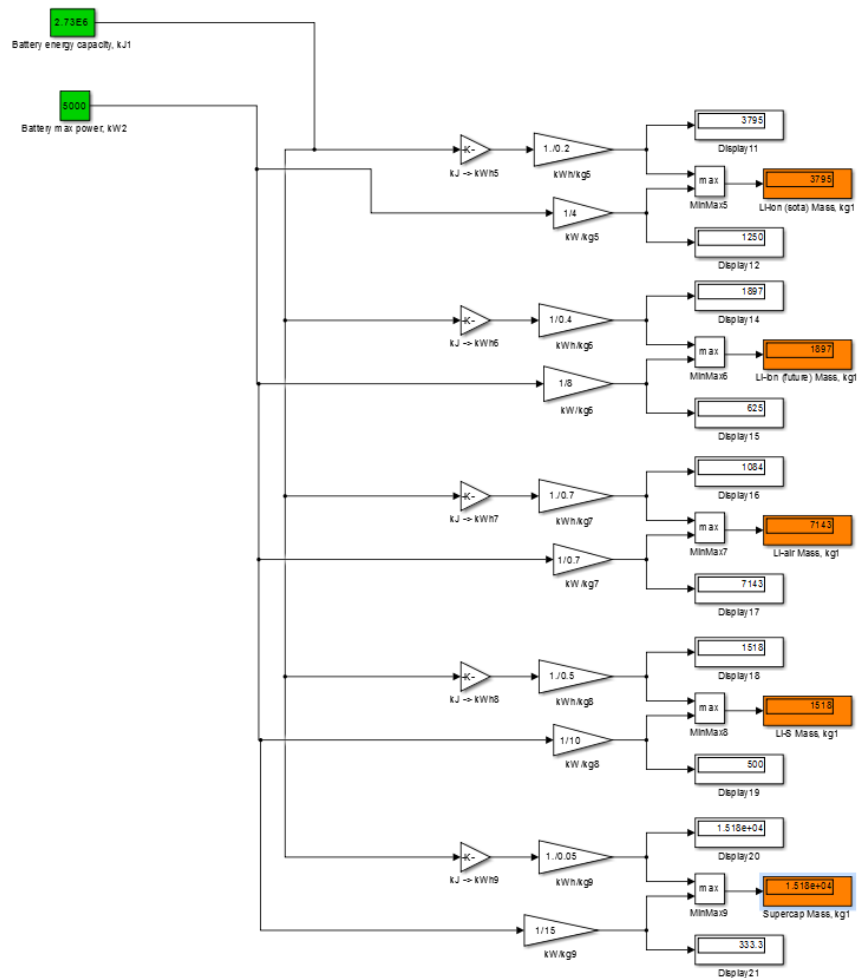 2.73E6
Battery energy capacity, kJ1
5000
Battery max power, kW2
3795
Display11
-K-
kJ -> kWh5
1./0.2
kWh/kg5
max
MinMax5
3795
Li-Ion (sota) Mass, kg1
1/4
kW/kg5
1250
Display12
1897
Display14
-K-
kJ -> kWh6
1/0.4
kWh/kg6
max
MinMax6
1897
Li-ion (future) Mass, kg1
1/8
kW/kg6
625
Display15
1084
Display16
-K-
kJ -> kWh7
1./0.7
kWh/kg7
max
MinMax7
7143
Li-air Mass, kg1
1/0.7
kW/kg7
7143
Display17
1518
Display18
-K-
kJ -> kWh8
1./0.5
kWh/kg8
max
MinMax8
1518
Li-S Mass, kg1
1/10
kW/kg8
500
Display19
1.518e+04
Display20
-K-
kJ -> kWh9
1./0.05
kWh/kg9
max
MinMax9
1.518e+04
Supercap Mass, kg1
1/15
kW/kg9
333.3
Display21